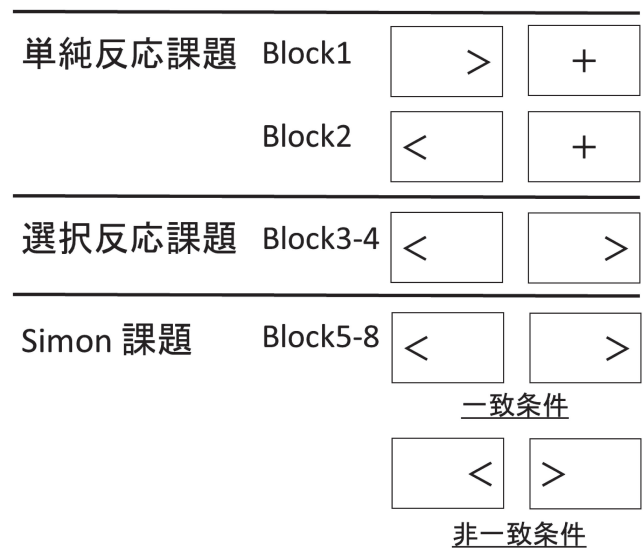 単純反応課題 Block1 > +
Block2 < +
選択反応課題 Block3-4 < >
Simon 課題 Block5-8 < >
一致条件
< >
非一致条件